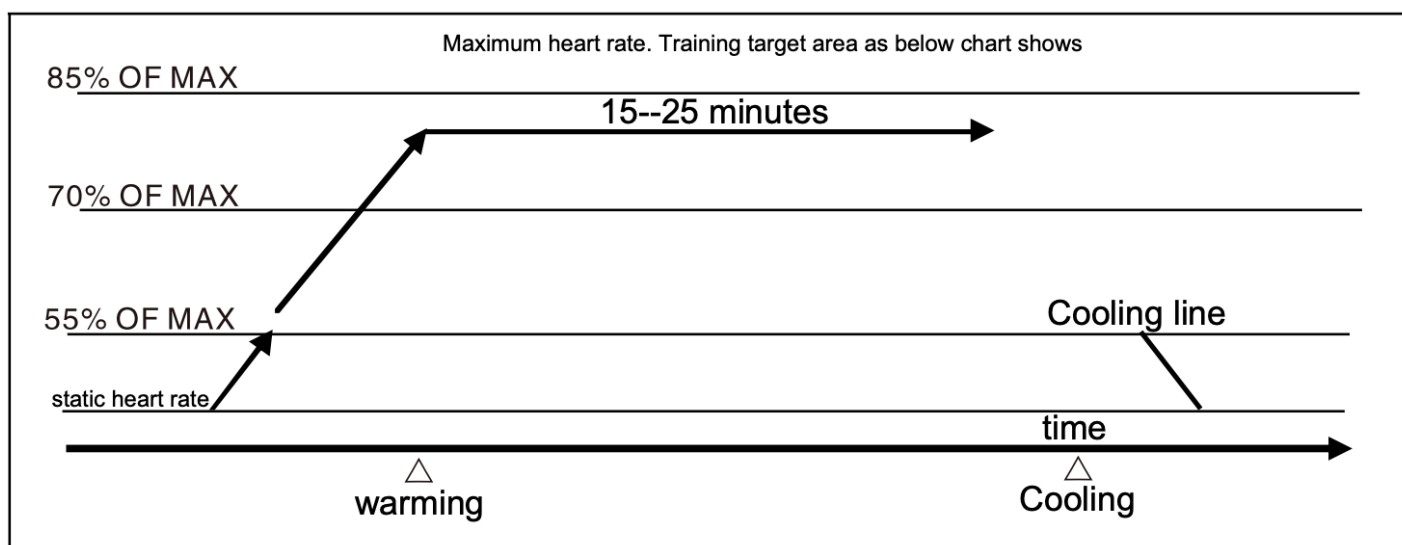 Maximum heart rate. Training target area as below chart shows
85% OF MAX
15--25 minutes
70% OF MAX
55% OF MAX
Cooling line
static heart rate
time
warming
Cooling